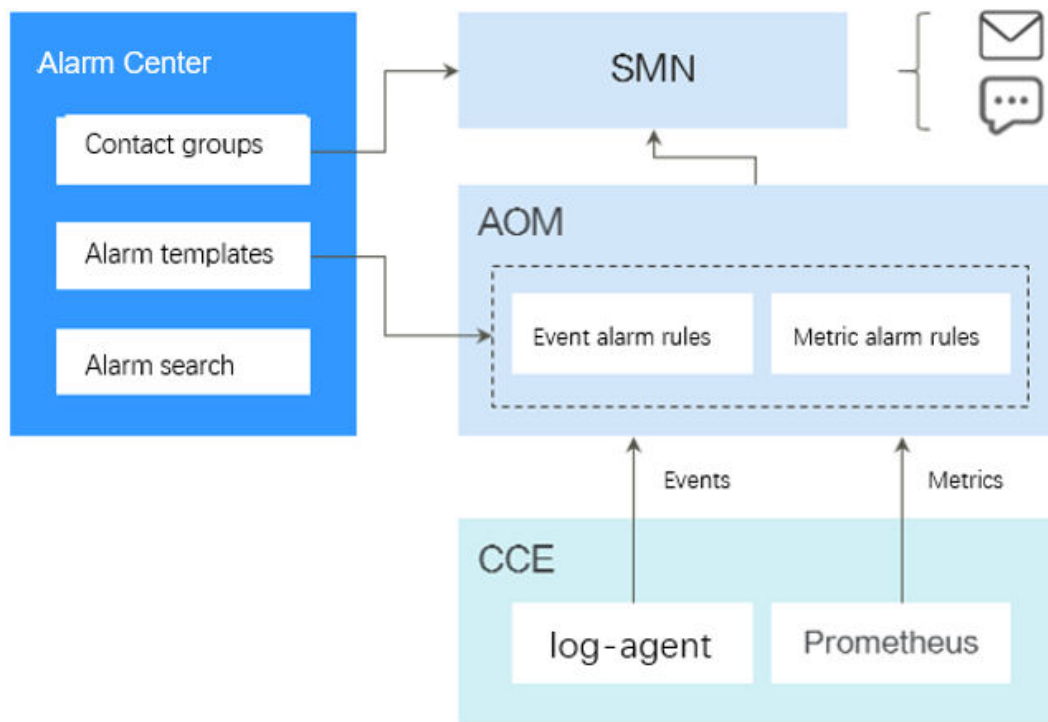 Alarm Center
Contact groups
Alarm templates
Alarm search
SMN
AOM
Event alarm rules
Metric alarm rules
Events
Metrics
CCE
log-agent
Prometheus